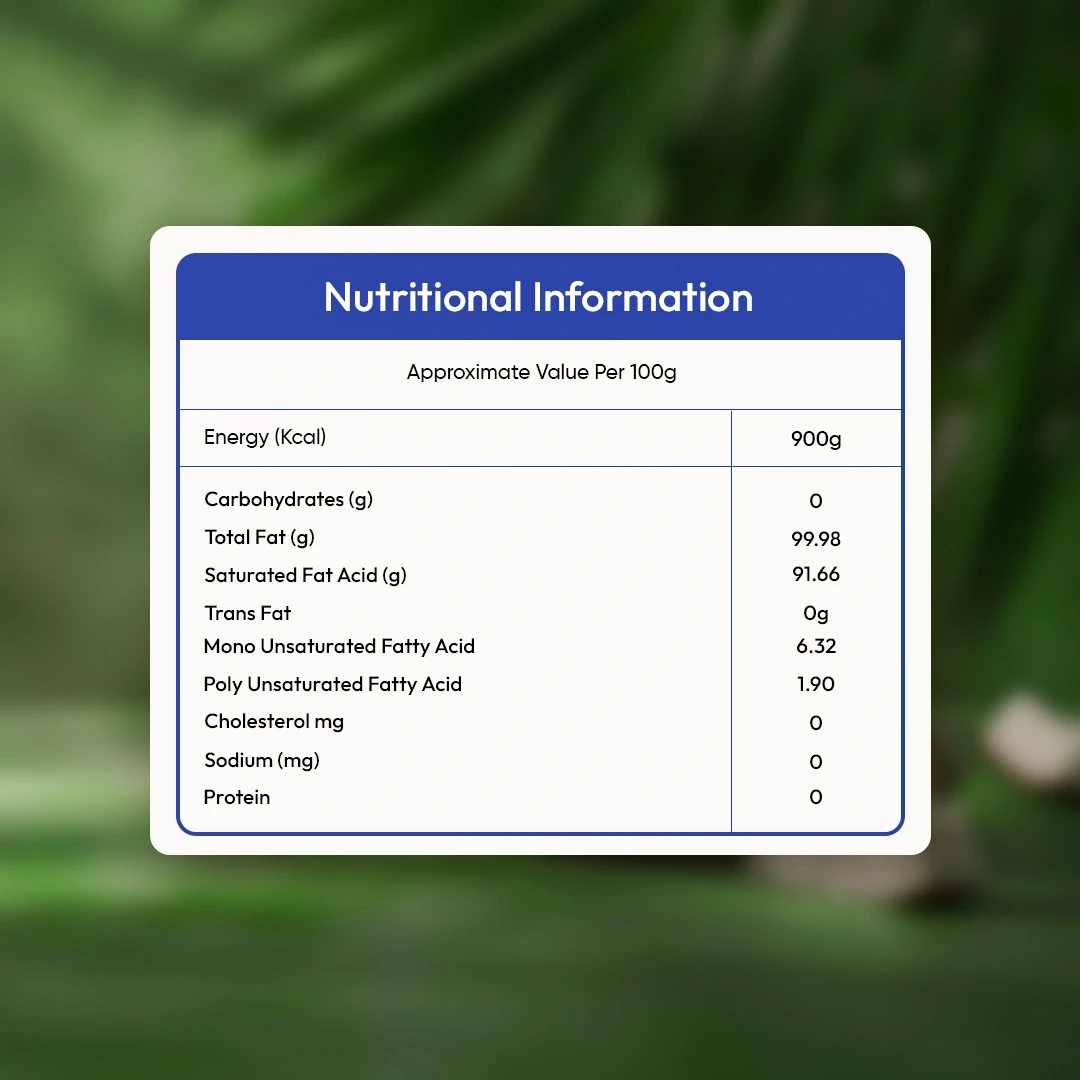 Nutritional Information
Approximate Value Per 100g
Energy (Kcal) 900g
Carbohydrates (g) 0
Total Fat (g) 99.98
Saturated Fat Acid (g) 91.66
Trans Fat 0g
Mono Unsaturated Fatty Acid 6.32
Poly Unsaturated Fatty Acid 1.90
Cholesterol mg 0
Sodium (mg) 0
Protein 0